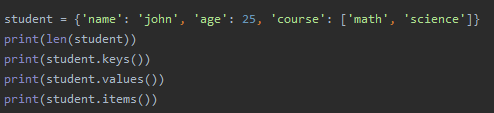 student = {'name': 'john', 'age': 25, 'course': ['math', 'science']}
print(len(student))
print(student.keys())
print(student.values())
print(student.items())